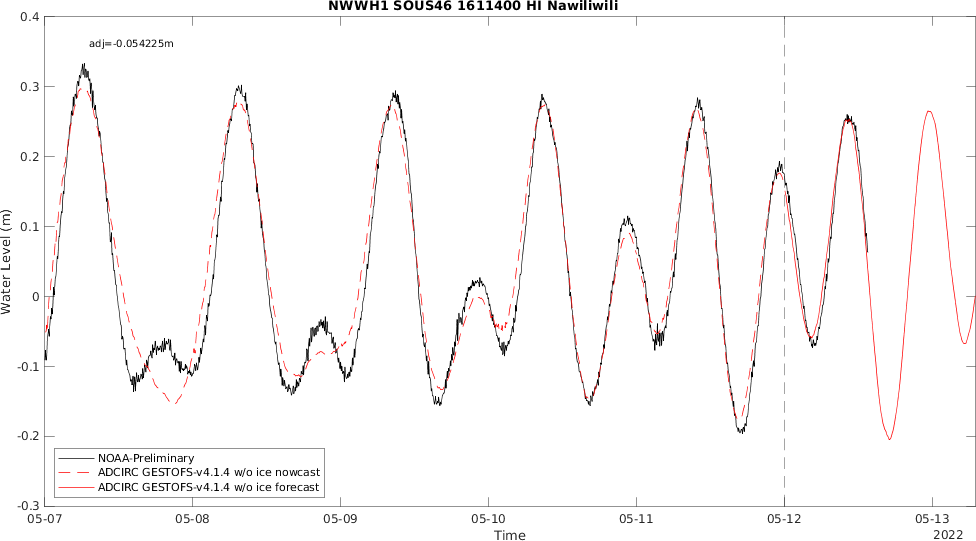 NWWH1 SOUS46 1611400 HI Nawiliwili
adj=-0.054225m
0.4
0.3
0.2
0.1
0
-0.1
-0.2
-0.3
Water Level (m)
NOAA-Preliminary
ADCIRC GESTOFS-v4.1.4 w/o ice nowcast
ADCIRC GESTOFS-v4.1.4 w/o ice forecast
05-07 05-08 05-09 05-10 05-11 05-12 05-13
Time
2022